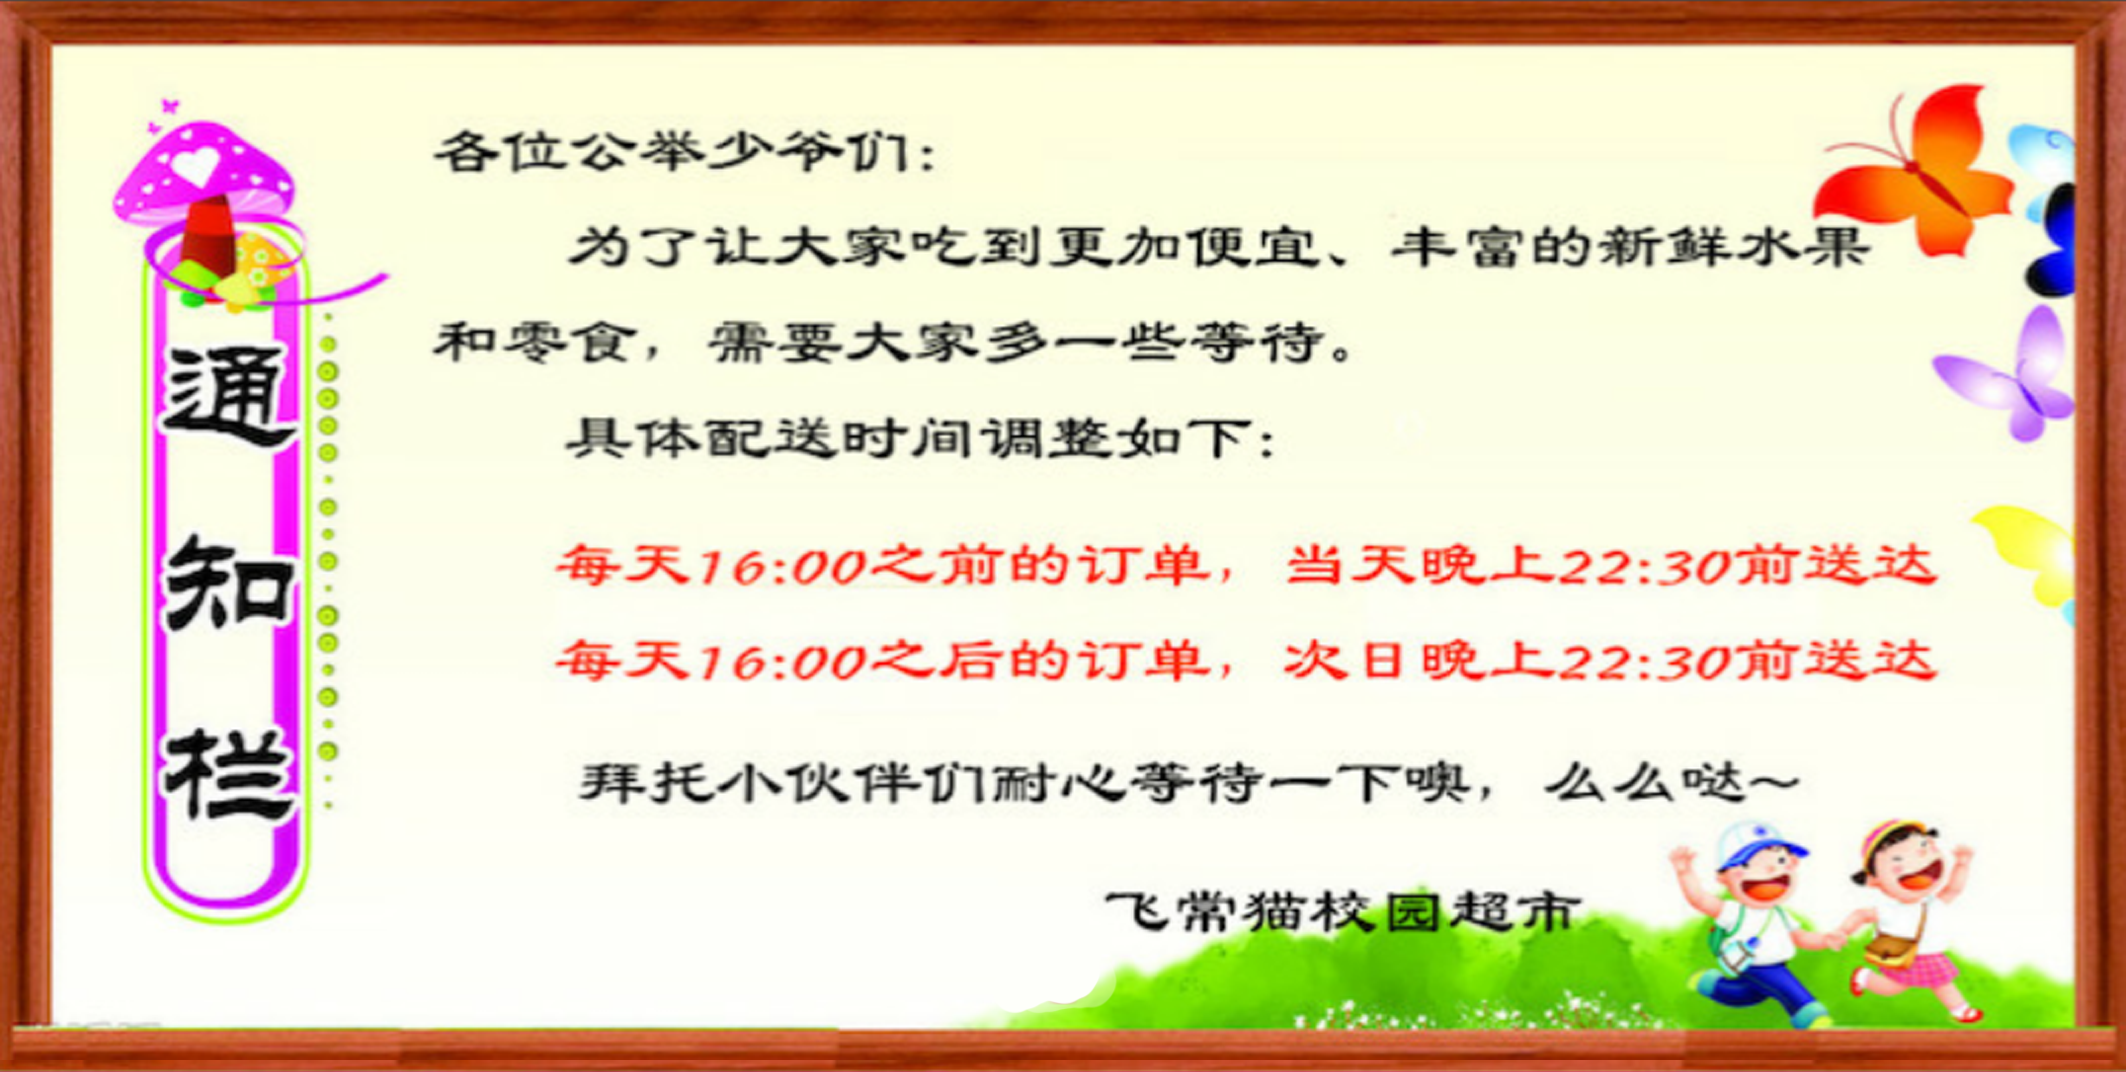 通知栏
各位公举少爷们：
为了让大家吃到更加便宜、丰富的新鲜水果
和零食，需要大家多一些等待。
具体配送时间调整如下：
每天16:00之前的订单，当天晚上22:30前送达
每天16:00之后的订单，次日晚上22:30前送达
拜托小伙伴们耐心等待一下噢，么么哒～
飞常猫校园超市